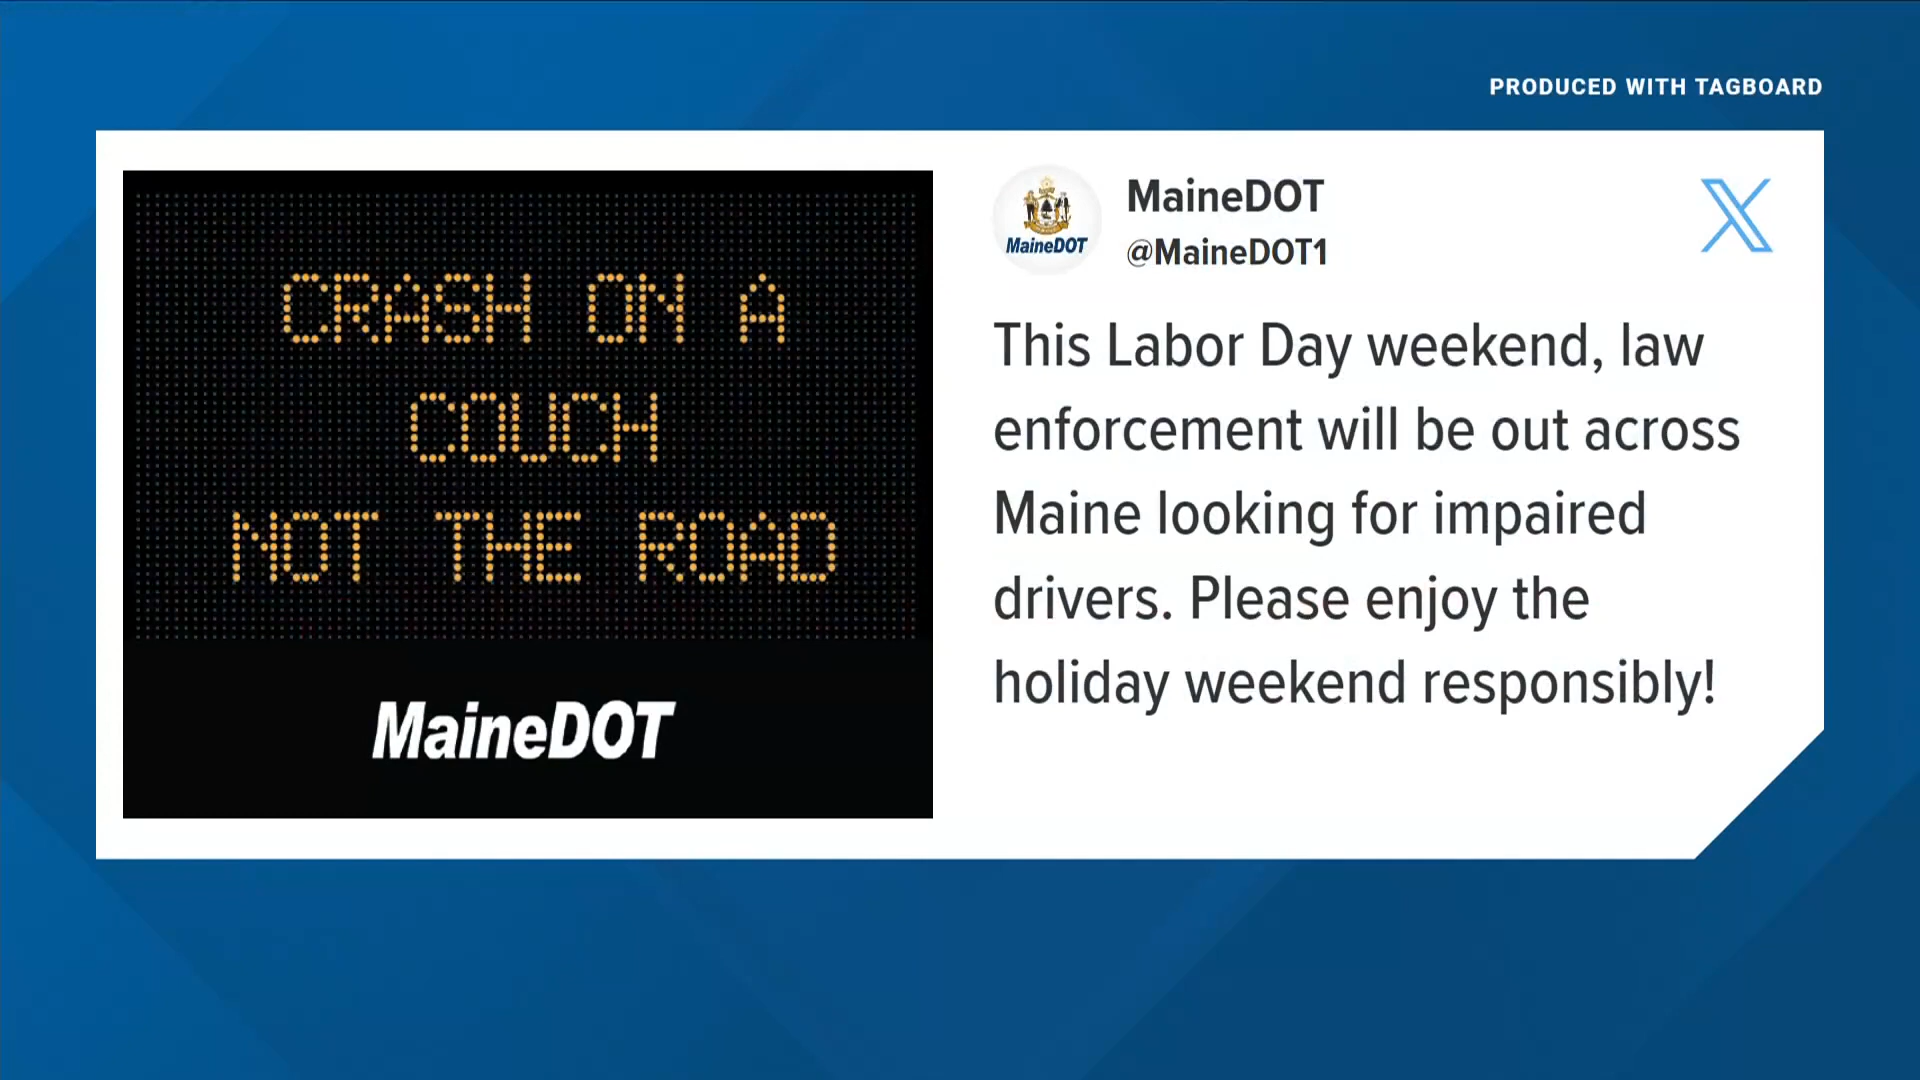 PRODUCED WITH TAGBOARD
CRASH ON A
COUCH
NOT THE ROAD
MaineDOT
MaineDOT
MaineDOT
@MaineDOT1
This Labor Day weekend, law
enforcement will be out across
Maine looking for impaired
drivers. Please enjoy the
holiday weekend responsibly!